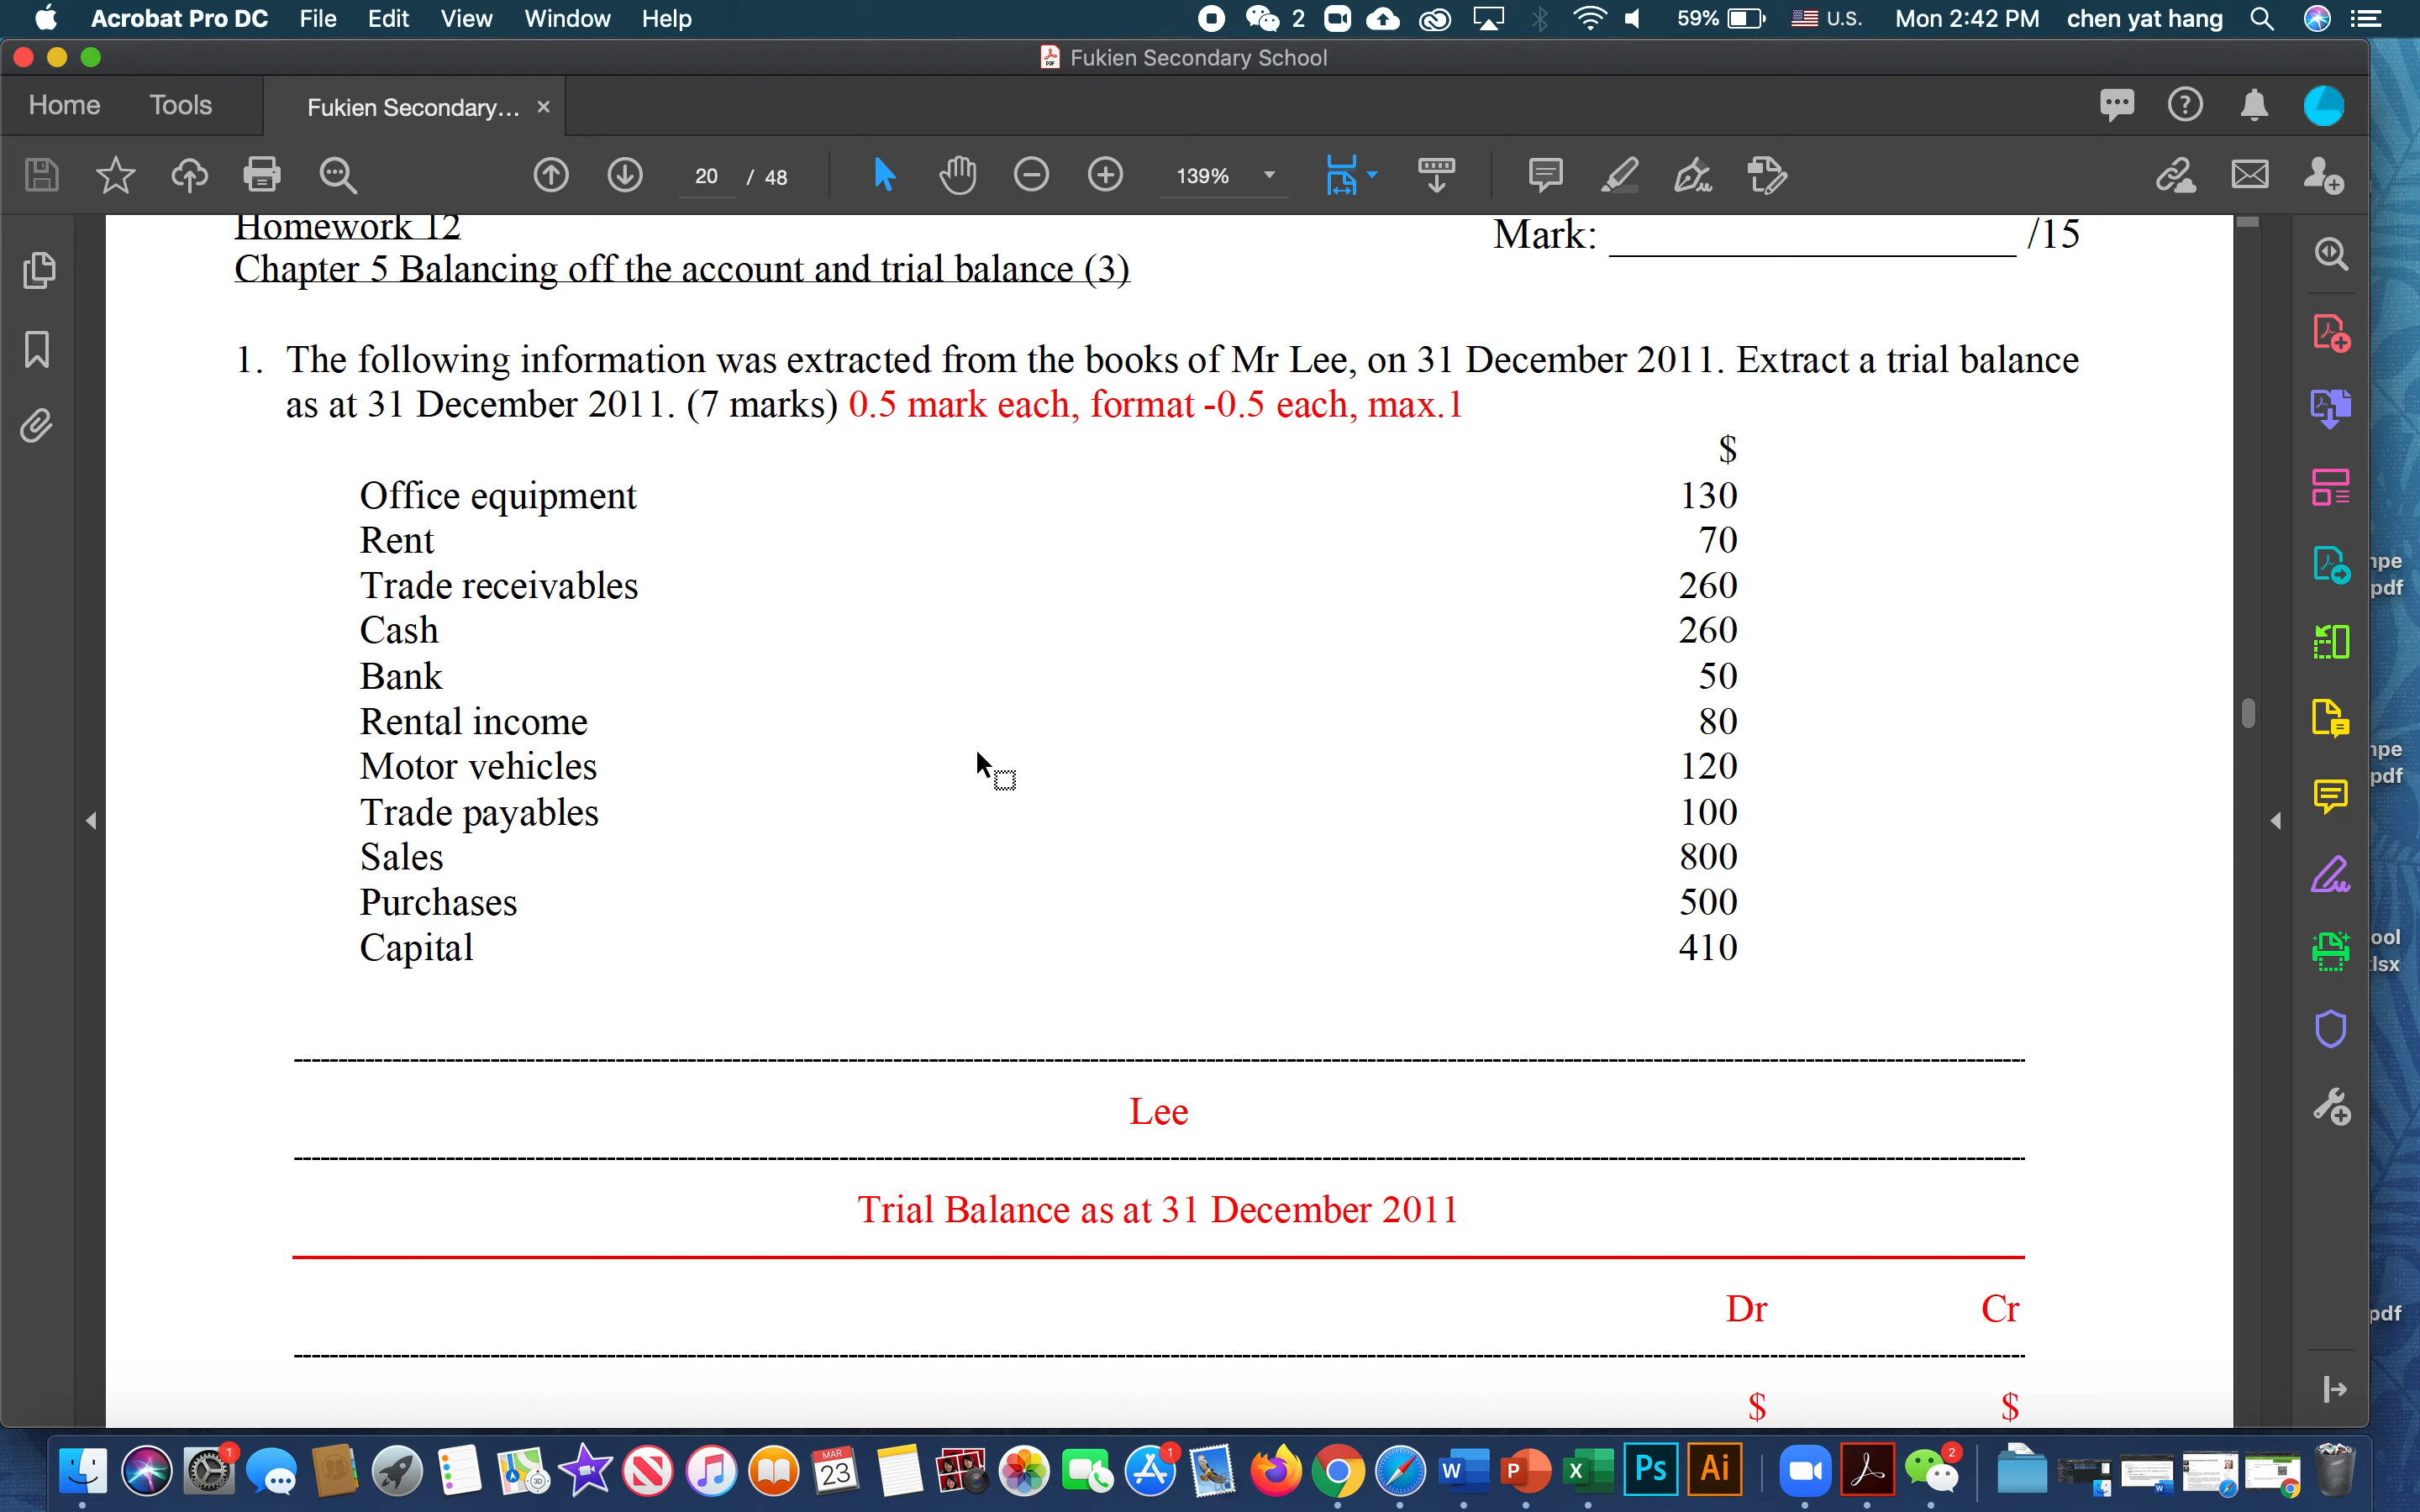 Acrobat Pro DC File Edit View Window Help 2 59% U.S. Mon 2:42 PM chen yat hang
Fukien Secondary School
Home Tools Fukien Secondary... ×
20 / 48 139%
Homework 12 Mark: /15
Chapter 5 Balancing off the account and trial balance (3)
1. The following information was extracted from the books of Mr Lee, on 31 December 2011. Extract a trial balance
as at 31 December 2011. (7 marks) 0.5 mark each, format -0.5 each, max.1
$
Office equipment 130
Rent 70
Trade receivables 260
Cash 260
Bank 50
Rental income 80
Motor vehicles 120
Trade payables 100
Sales 800
Purchases 500
Capital 410
Lee
Trial Balance as at 31 December 2011
Dr Cr
$ $
pdf
pdf
pdf
1 3D MAR 23 1 W P X Ps Ai 2